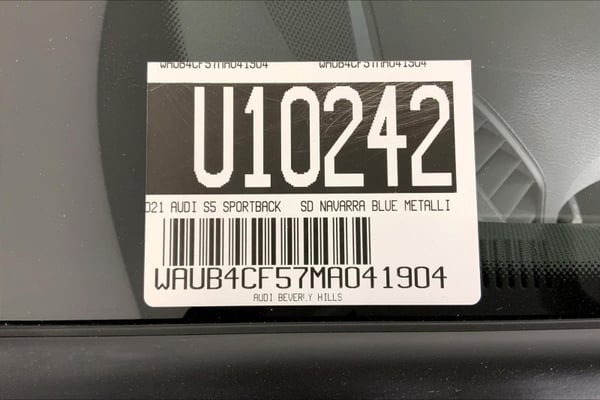 WAUB4CF57MA041904 WAUB4CF57MA041904
U10242
021 AUDI S5 SPORTBACK SD NAVARRA BLUE METALLI
WAUB4CF57MA041904
AUDI BEVERLY HILLS